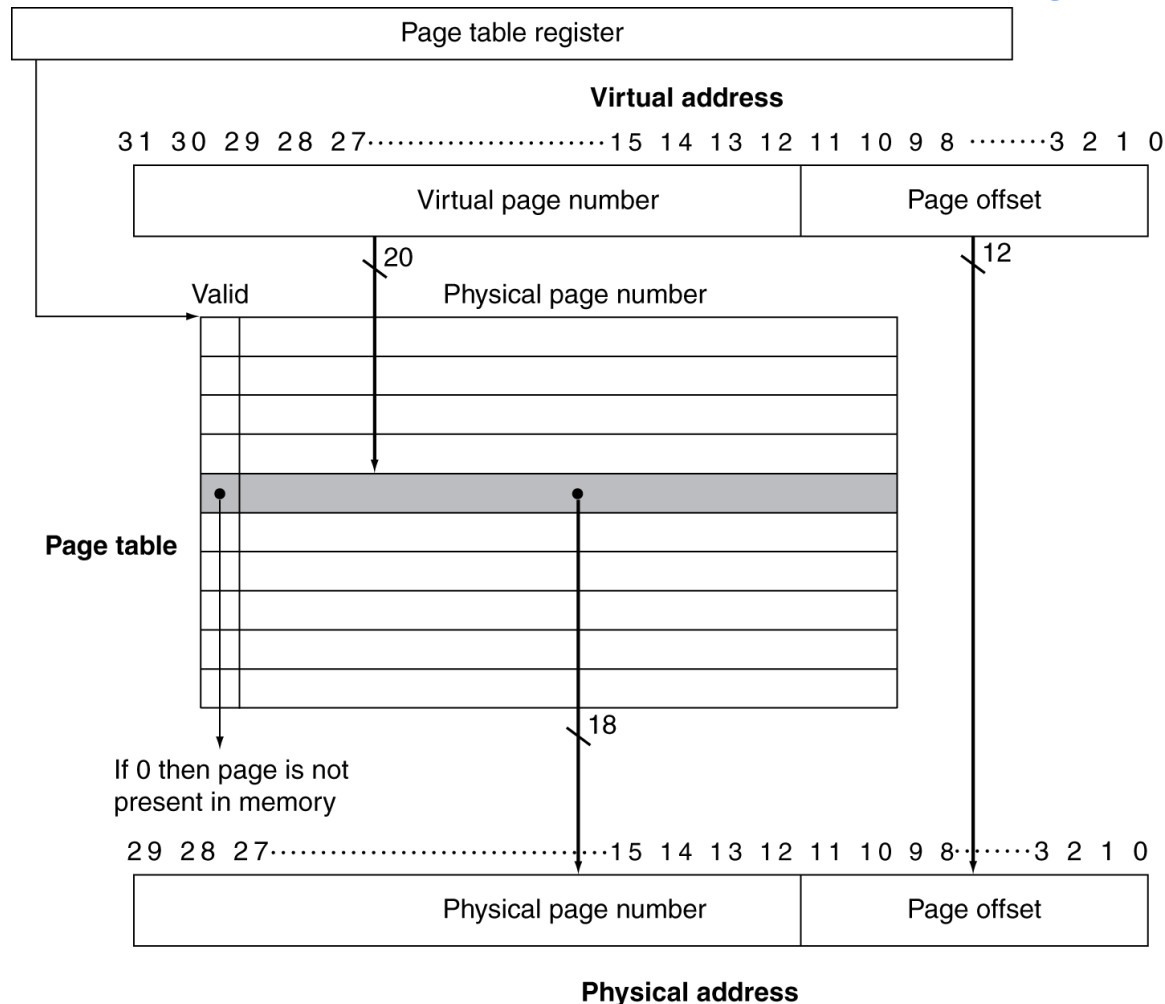 Page table register
Virtual address
31 30 29 28 27························15 14 13 12 11 10 9 8 ········3 2 1 0
Virtual page number Page offset
20 12
Valid Physical page number
Page table
18
If 0 then page is not
present in memory
29 28 27··································15 14 13 12 11 10 9 8········3 2 1 0
Physical page number Page offset
Physical address